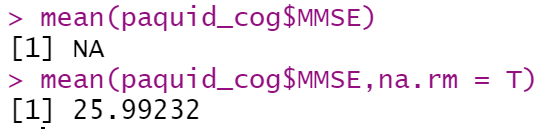 > mean(paquid_cog$MMSE)
[1] NA
> mean(paquid_cog$MMSE,na.rm = T)
[1] 25.99232